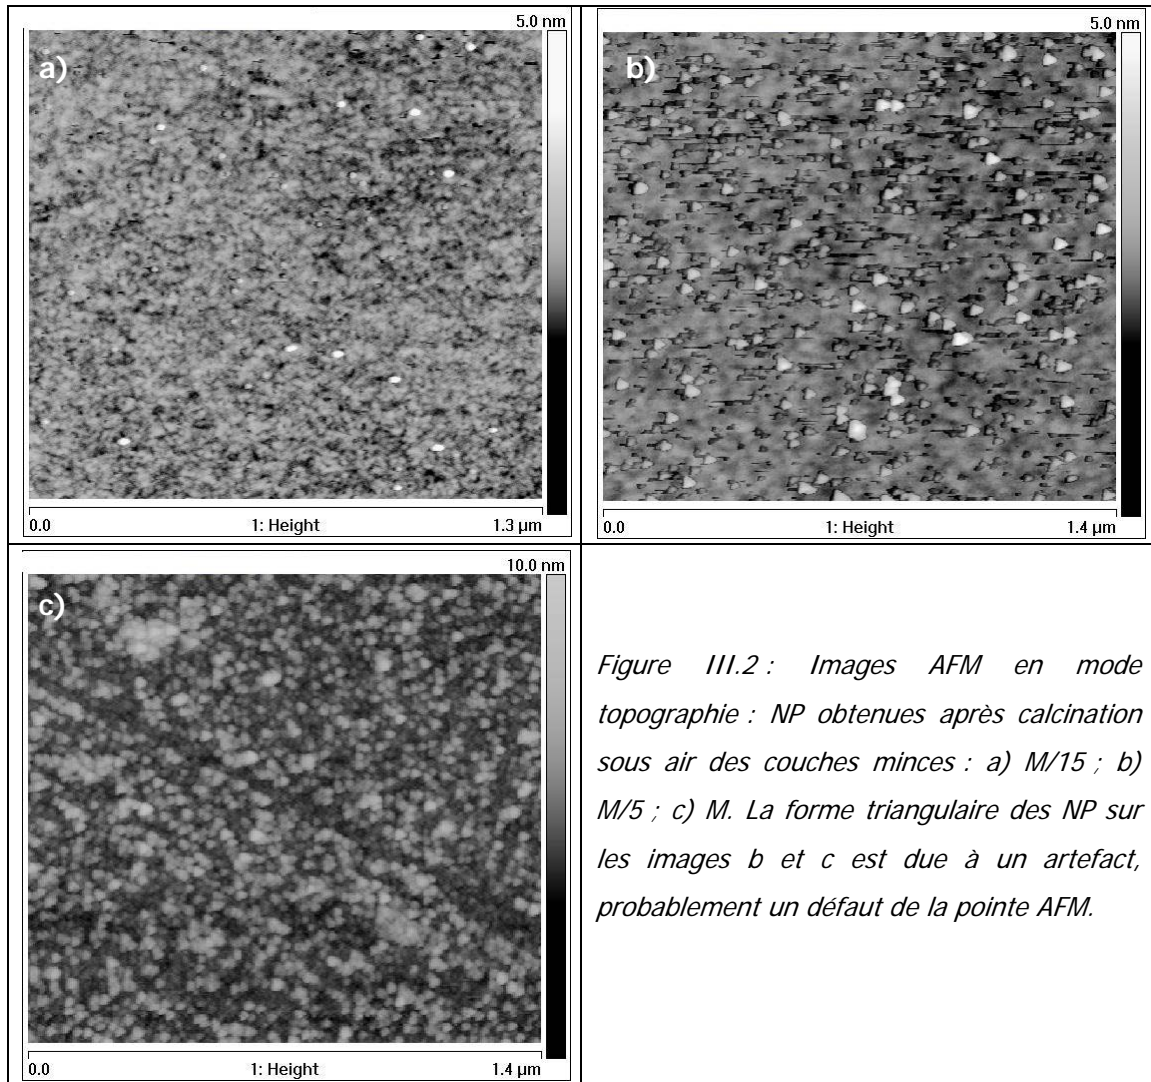 5.0 nm
a)
0.0 1: Height 1.3 µm
5.0 nm
b)
0.0 1: Height 1.4 µm
10.0 nm
c)
0.0 1: Height 1.4 µm
Figure III.2 : Images AFM en mode
topographie : NP obtenues après calcination
sous air des couches minces : a) M/15 ; b)
M/5 ; c) M. La forme triangulaire des NP sur
les images b et c est due à un artefact,
probablement un défaut de la pointe AFM.